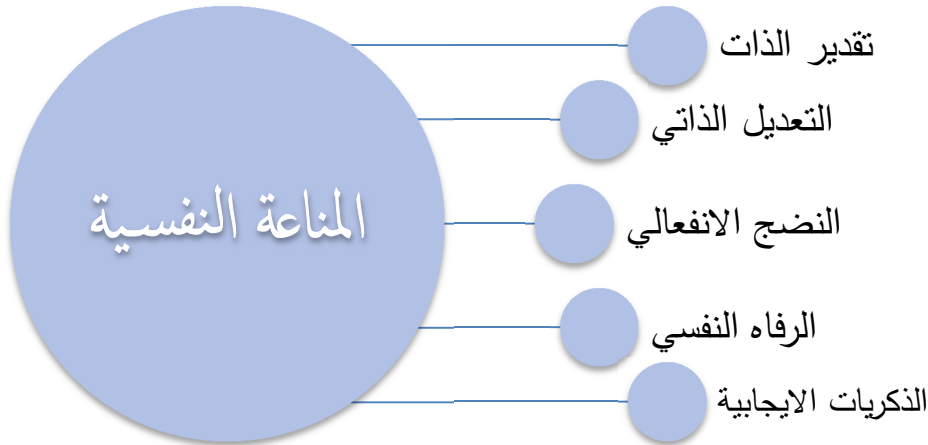 المناعة النفسية
تقدير الذات
التعديل الذاتي
النضج الانفعالي
الرفاه النفسي
الذكريات الايجابية